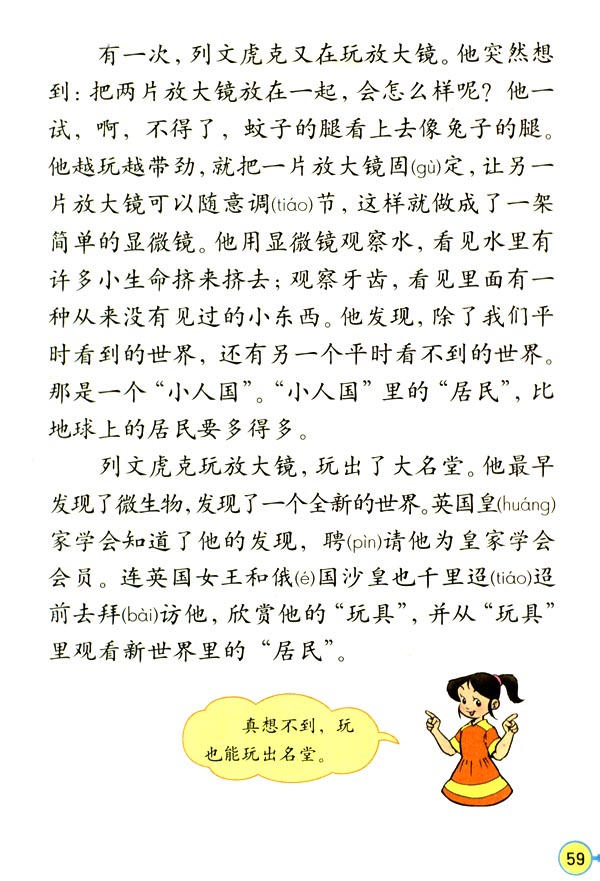 有一次，列文虎克又在玩放大镜。他突然想
到：把两片放大镜放在一起，会怎么样呢？他一
试，啊，不得了，蚊子的腿看上去像兔子的腿。
他越玩越带劲，就把一片放大镜固(gù)定，让另一
片放大镜可以随意调(tiáo)节，这样就做成了一架
简单的显微镜。他用显微镜观察水，看见水里有
许多小生命挤来挤去；观察牙齿，看见里面有一
种从来没有见过的小东西。他发现，除了我们平
时看到的世界，还有另一个平时看不到的世界。
那是一个“小人国”。“小人国”里的“居民”，比
地球上的居民要多得多。
列文虎克玩放大镜，玩出了大名堂。他最早
发现了微生物，发现了一个全新的世界。英国皇(huáng)
家学会知道了他的发现，聘(pìn)请他为皇家学会
会员。连英国女王和俄(é)国沙皇也千里迢(tiáo)迢
前去拜(bài)访他，欣赏他的“玩具”，并从“玩具”
里观看新世界里的“居民”。
真想不到，玩
也能玩出名堂。
59